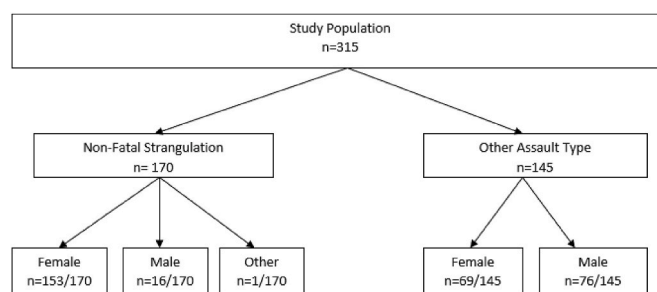 Study Population
n=315
Non-Fatal Strangulation
n= 170
Other Assault Type
n=145
Female
n=153/170
Male
n=16/170
Other
n=1/170
Female
n=69/145
Male
n=76/145